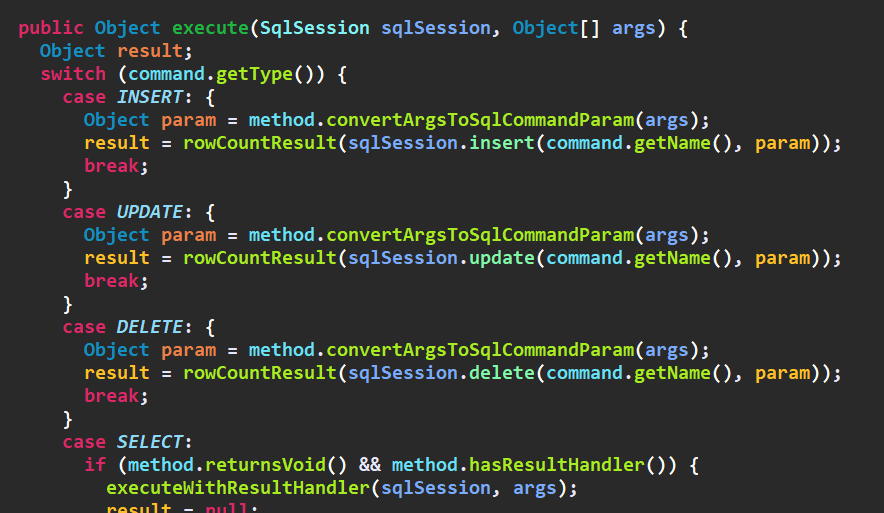 public Object execute(SqlSession sqlSession, Object[] args) {
  Object result;
  switch (command.getType()) {
    case INSERT: {
      Object param = method.convertArgsToSqlCommandParam(args);
      result = rowCountResult(sqlSession.insert(command.getName(), param));
      break;
    }
    case UPDATE: {
      Object param = method.convertArgsToSqlCommandParam(args);
      result = rowCountResult(sqlSession.update(command.getName(), param));
      break;
    }
    case DELETE: {
      Object param = method.convertArgsToSqlCommandParam(args);
      result = rowCountResult(sqlSession.delete(command.getName(), param));
      break;
    }
    case SELECT:
      if (method.returnsVoid() && method.hasResultHandler()) {
        executeWithResultHandler(sqlSession, args);
        result = null;